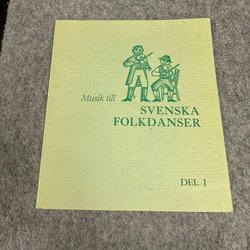 Musik till
SVENSKA
FOLKDANSER
DEL I